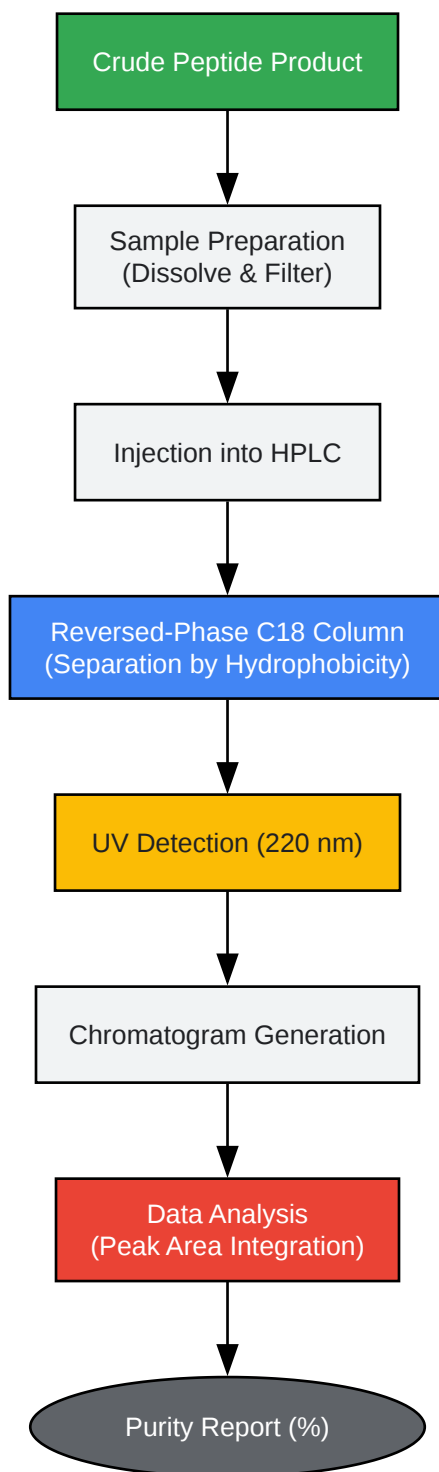 Crude Peptide Product
Sample Preparation
(Dissolve & Filter)
Injection into HPLC
Reversed-Phase C18 Column
(Separation by Hydrophobicity)
UV Detection (220 nm)
Chromatogram Generation
Data Analysis
(Peak Area Integration)
Purity Report (%)